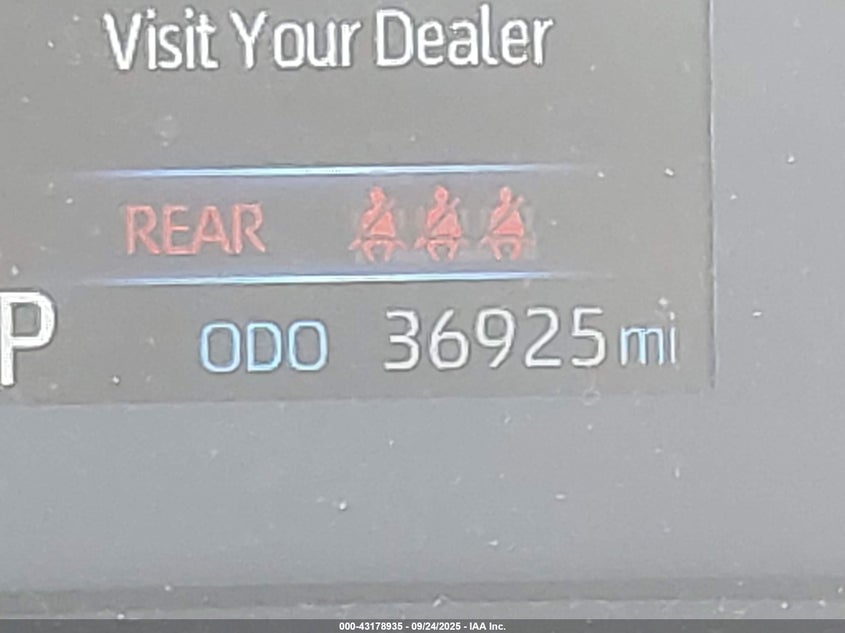 Visit Your Dealer
REAR
P
ODO 36925 mi
000-43178935 - 09/24/2025 - IAA Inc.